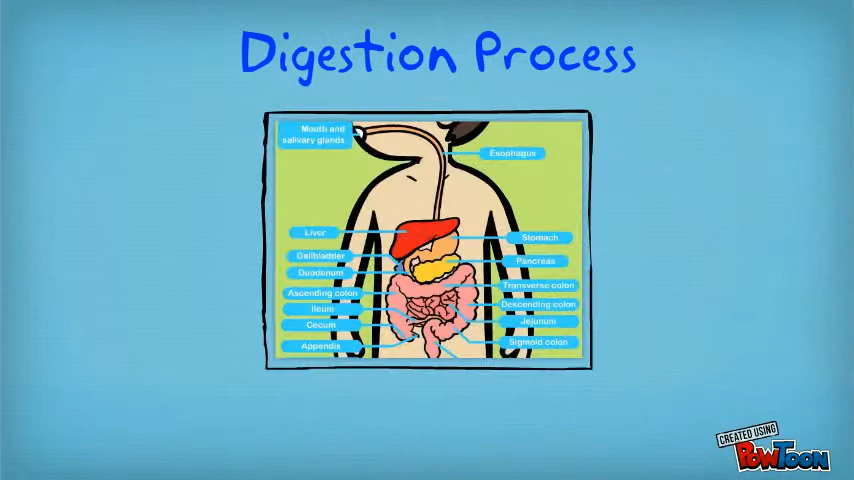 Digestion Process
Mouth and
salivary glands
Esophagus
Liver
Stomach
Gallbladder
Pancreas
Duodenum
Transverse colon
Ascending colon
Descending colon
Ileum
Jejunum
Cecum
Sigmoid colon
Appendix
CREATED USING
POWTOON